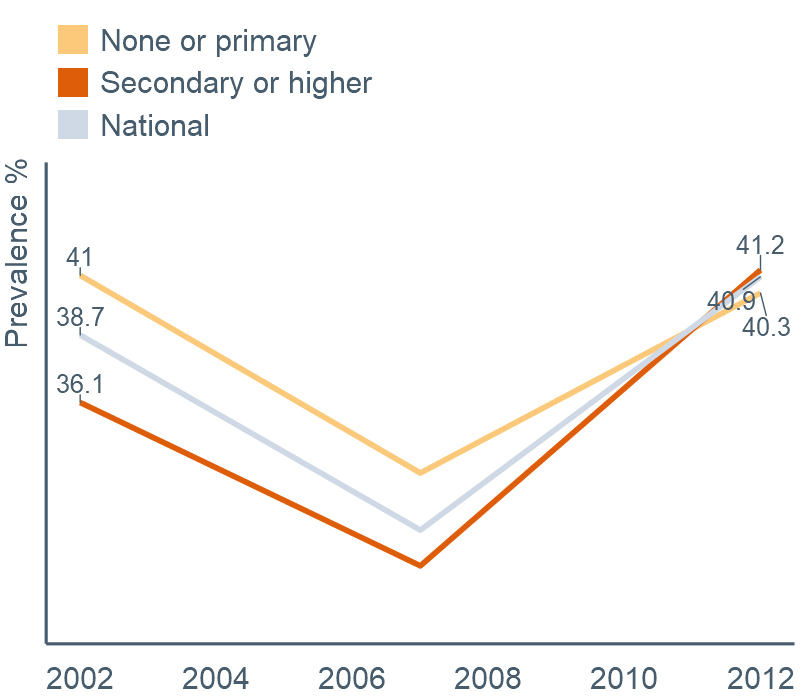 None or primary
Secondary or higher
National
Prevalence %
41
38.7
36.1
41.2
40.9
40.3
2002 2004 2006 2008 2010 2012